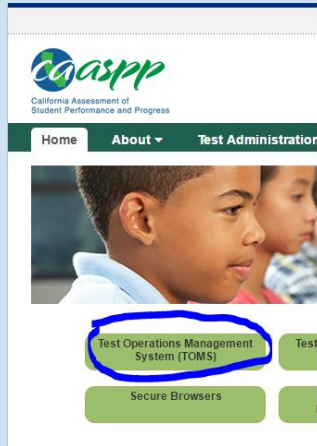 caaspp
California Assessment of
Student Performance and Progress
Home About Test Administration
Test Operations Management
System (TOMS)
Test
Secure Browsers